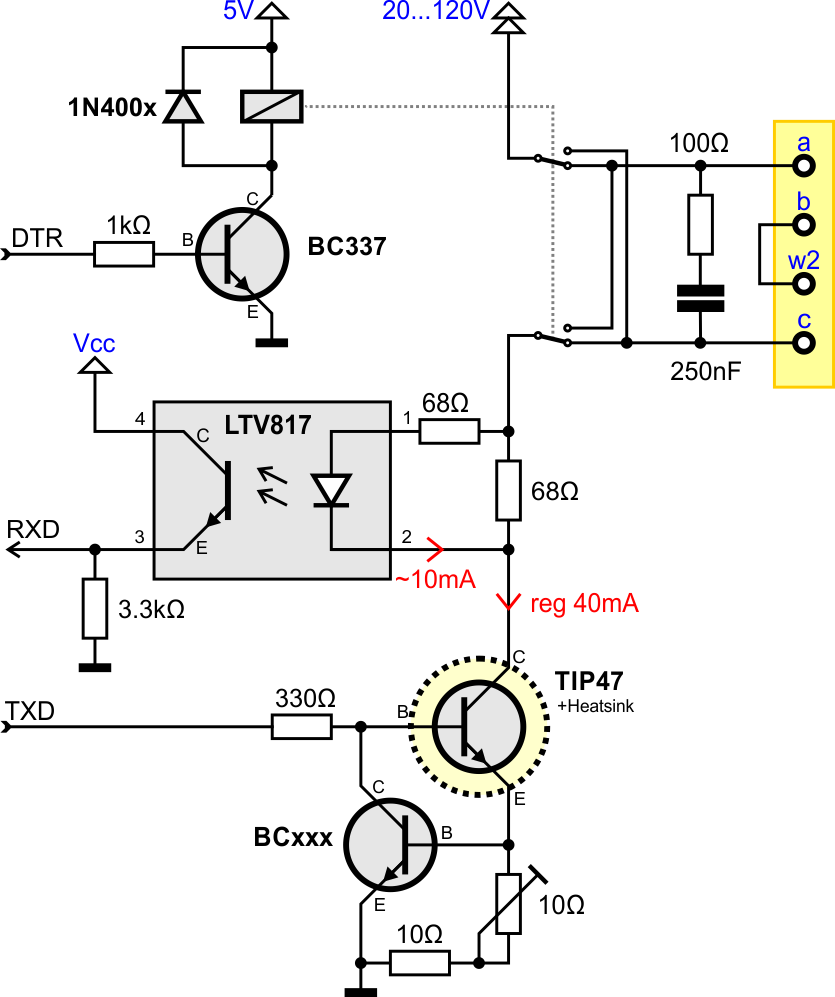 5V
20...120V
1N400x
100Ω
a
C
1kΩ
DTR
B
BC337
b
w2
E
c
Vcc
250nF
4
C
LTV817
1
68Ω
68Ω
RXD
3
E
2
~10mA
reg 40mA
3.3kΩ
C
TIP47
+Heatsink
330Ω
TXD
B
C
E
BCxxx
B
E
10Ω
10Ω